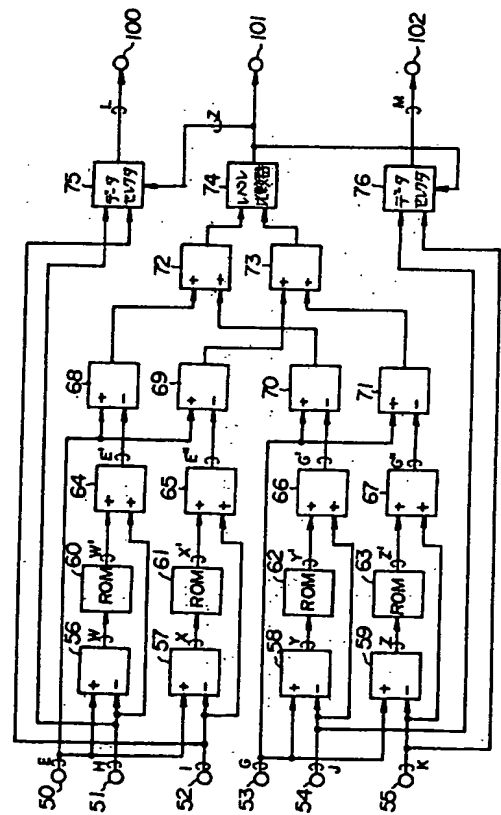 75
データ
セレクタ
L
100
50
E
56
W
60
ROM
W'
64
E'
68
72
51
H
Z
101
74
レベル
比較器
57
X
61
ROM
X'
65
E"
69
73
52
I
53
G
58
Y
62
ROM
Y'
66
G'
70
54
J
59
Z
63
ROM
Z'
67
G"
71
76
データ
セレクタ
M
102
55
K
+ −
+ −
+ −
+ −
+ +
+ +
+ +
+ +
+ −
+ −
+ −
+ −
+ +
+ +